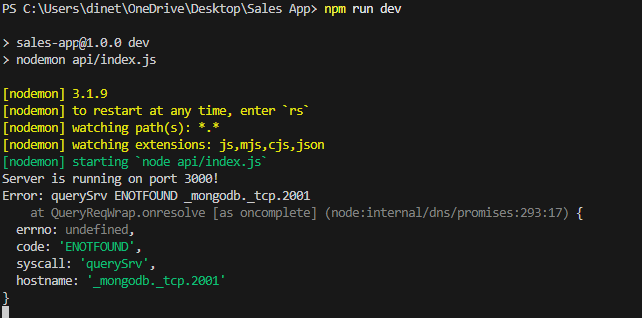 PS C:\Users\dinet\OneDrive\Desktop\Sales App> npm run dev
> sales-app@1.0.0 dev
> nodemon api/index.js
[nodemon] 3.1.9
[nodemon] to restart at any time, enter `rs`
[nodemon] watching path(s): *.*
[nodemon] watching extensions: js,mjs,cjs,json
[nodemon] starting `node api/index.js`
Server is running on port 3000!
Error: querySrv ENOTFOUND _mongodb._tcp.2001
    at QueryReqWrap.onresolve [as oncomplete] (node:internal/dns/promises:293:17) {
  errno: undefined,
  code: 'ENOTFOUND',
  syscall: 'querySrv',
  hostname: '_mongodb._tcp.2001'
}